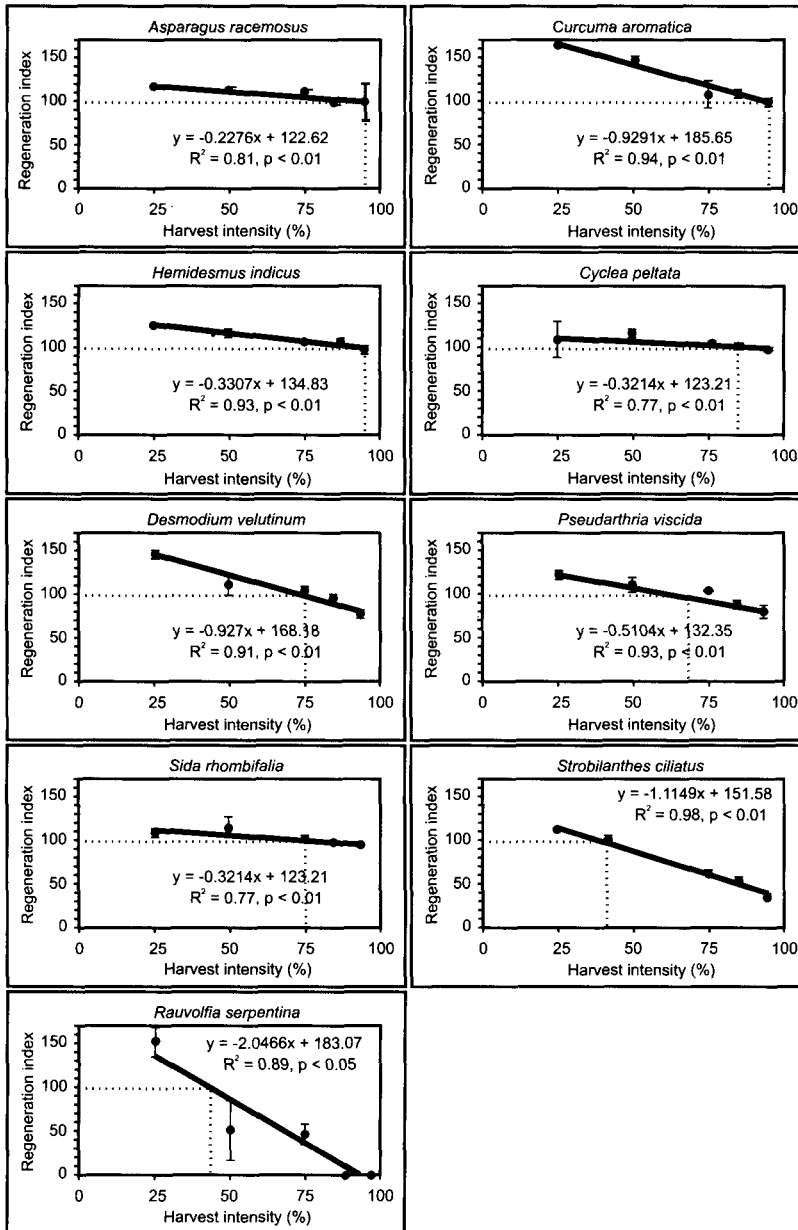 Asparagus racemosus
Regeneration index
150
100
50
0
y = -0.2276x + 122.62
R² = 0.81, p < 0.01
0 25 50 75 100
Harvest intensity (%)
Curcuma aromatica
Regeneration index
150
100
50
0
y = -0.9291x + 185.65
R² = 0.94, p < 0.01
0 25 50 75 100
Harvest intensity (%)
Hemidesmus indicus
Regeneration index
150
100
50
0
y = -0.3307x + 134.83
R² = 0.93, p < 0.01
0 25 50 75 100
Harvest intensity (%)
Cyclea peltata
Regeneration index
150
100
50
0
y = -0.3214x + 123.21
R² = 0.77, p < 0.01
0 25 50 75 100
Harvest intensity (%)
Desmodium velutinum
Regeneration index
150
100
50
0
y = -0.927x + 168.18
R² = 0.91, p < 0.01
0 25 50 75 100
Harvest intensity (%)
Pseudarthria viscida
Regeneration index
150
100
50
0
y = -0.5104x + 132.35
R² = 0.93, p < 0.01
0 25 50 75 100
Harvest intensity (%)
Sida rhombifalia
Regeneration index
150
100
50
0
y = -0.3214x + 123.21
R² = 0.77, p < 0.01
0 25 50 75 100
Harvest intensity (%)
Strobilanthes ciliatus
Regeneration index
150
100
50
0
y = -1.1149x + 151.58
R² = 0.98, p < 0.01
0 25 50 75 100
Harvest intensity (%)
Rauvolfia serpentina
Regeneration index
150
100
50
0
y = -2.0466x + 183.07
R² = 0.89, p < 0.05
0 25 50 75 100
Harvest intensity (%)